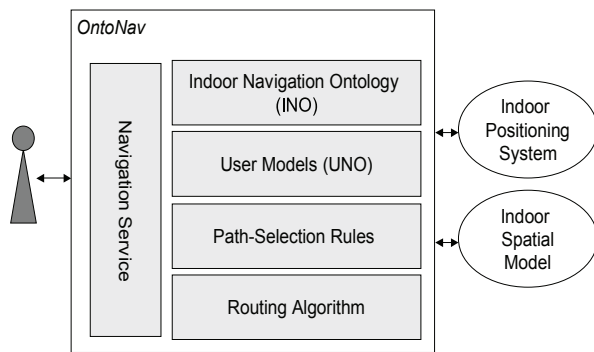 OntoNav
Navigation Service
Indoor Navigation Ontology
(INO)
User Models (UNO)
Path-Selection Rules
Routing Algorithm
Indoor
Positioning
System
Indoor
Spatial
Model